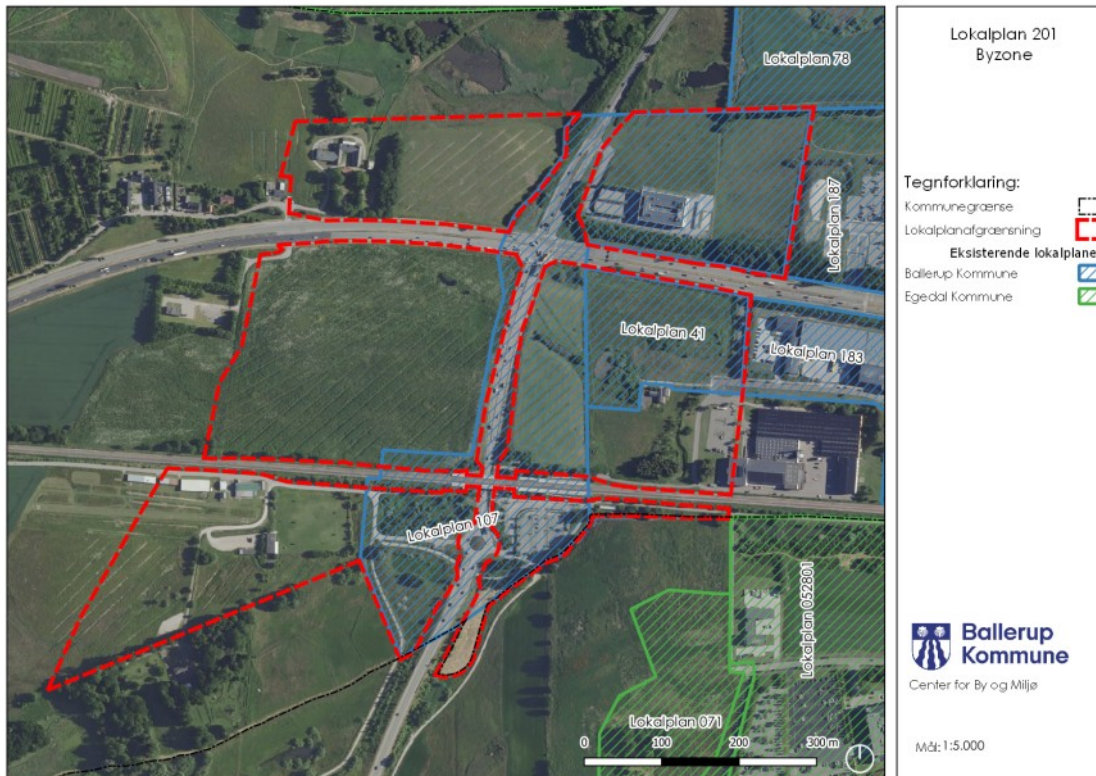 Lokalplan 201
Byzone
Tegnforklaring:
Kommunegrænse
Lokalplanafgrænsning
Eksisterende lokalplane
Ballerup Kommune
Egedal Kommune
Lokalplan 78
Lokalplan 187
Lokalplan 41
Lokalplan 183
Lokalplan 107
Lokalplan 052801
Lokalplan 071
0 100 200 300 m
Ballerup
Kommune
Center for By og Miljø
Mål: 1:5.000